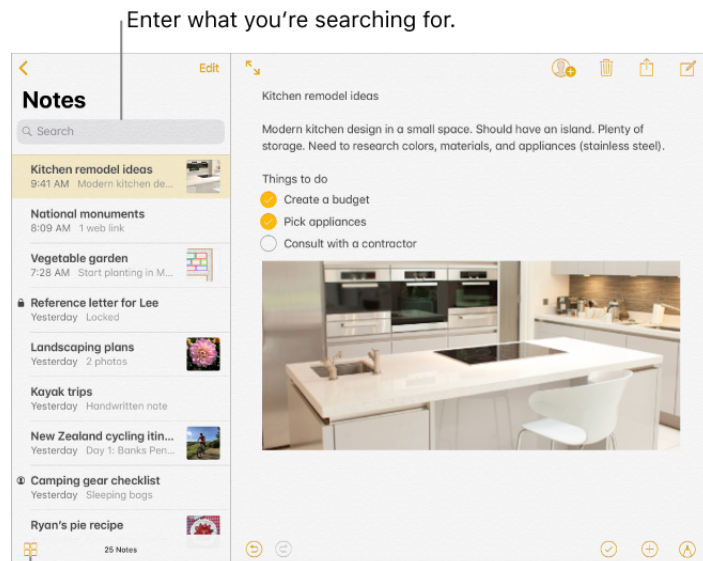 Enter what you're searching for.
Edit
Notes
Search
Kitchen remodel ideas
9:41 AM Modern kitchen de...
National monuments
8:09 AM 1 web link
Vegetable garden
7:28 AM Start planting in M...
Reference letter for Lee
Yesterday Locked
Landscaping plans
Yesterday 2 photos
Kayak trips
Yesterday Handwritten note
New Zealand cycling itin...
Yesterday Day 1: Banks Pen...
Camping gear checklist
Yesterday Sleeping bags
Ryan's pie recipe
25 Notes
Kitchen remodel ideas
Modern kitchen design in a small space. Should have an island. Plenty of
storage. Need to research colors, materials, and appliances (stainless steel).
Things to do
Create a budget
Pick appliances
Consult with a contractor